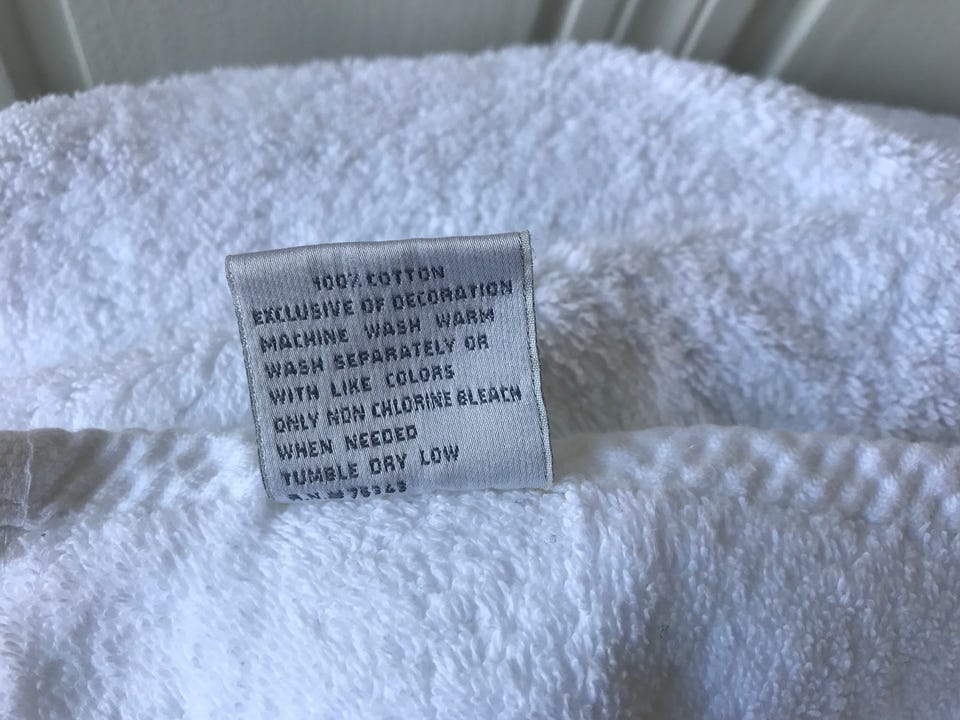 100% COTTON
EXCLUSIVE OF DECORATION
MACHINE WASH WARM
WASH SEPARATELY OR
WITH LIKE COLORS
ONLY NON CHLORINE BLEACH
WHEN NEEDED
TUMBLE DRY LOW